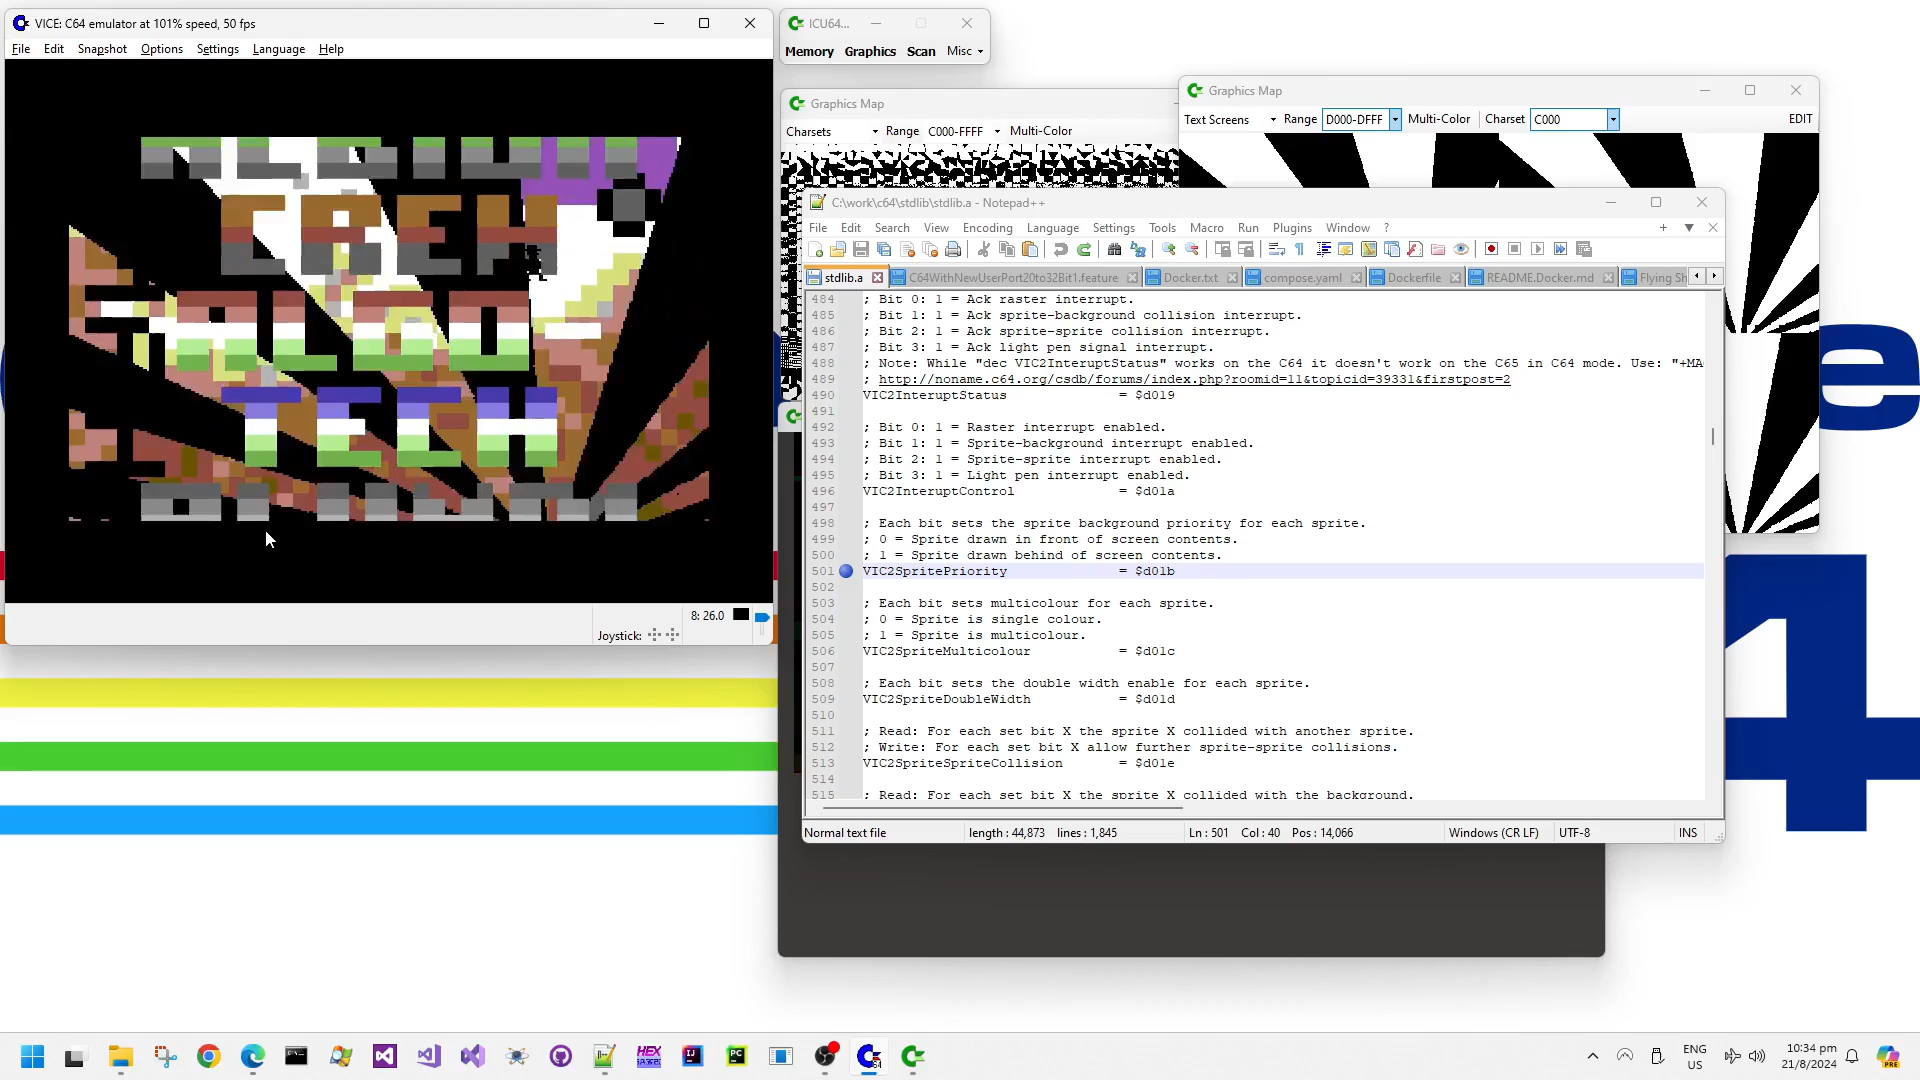 VICE: C64 emulator at 101% speed, 50 fps
File Edit Snapshot Options Settings Language Help
CREW
ALGO-
TECH
8: 26.0
Joystick:
ICU64...
Memory Graphics Scan Misc
Graphics Map
Charsets Range C000-FFFF Multi-Color
Graphics Map
Text Screens Range D000-DFFF Multi-Color Charset C000 EDIT
C:\work\c64\stdlib\stdlib.a - Notepad++
File Edit Search View Encoding Language Settings Tools Macro Run Plugins Window ?
stdlib.a C64WithNewUserPort20to32Bit1.feature Docker.txt compose.yaml Dockerfile README.Docker.md Flying Sh
484 ; Bit 0: 1 = Ack raster interrupt.
485 ; Bit 1: 1 = Ack sprite-background collision interrupt.
486 ; Bit 2: 1 = Ack sprite-sprite collision interrupt.
487 ; Bit 3: 1 = Ack light pen signal interrupt.
488 ; Note: While "dec VIC2InteruptStatus" works on the C64 it doesn't work on the C65 in C64 mode. Use: "+MA
489 ; http://noname.c64.org/csdb/forums/index.php?roomid=11&topicid=39331&firstpost=2
490 VIC2InteruptStatus = $d019
491
492 ; Bit 0: 1 = Raster interrupt enabled.
493 ; Bit 1: 1 = Sprite-background interrupt enabled.
494 ; Bit 2: 1 = Sprite-sprite interrupt enabled.
495 ; Bit 3: 1 = Light pen interrupt enabled.
496 VIC2InteruptControl = $d01a
497
498 ; Each bit sets the sprite background priority for each sprite.
499 ; 0 = Sprite drawn in front of screen contents.
500 ; 1 = Sprite drawn behind of screen contents.
501 VIC2SpritePriority = $d01b
502
503 ; Each bit sets multicolour for each sprite.
504 ; 0 = Sprite is single colour.
505 ; 1 = Sprite is multicolour.
506 VIC2SpriteMulticolour = $d01c
507
508 ; Each bit sets the double width enable for each sprite.
509 VIC2SpriteDoubleWidth = $d01d
510
511 ; Read: For each set bit X the sprite X collided with another sprite.
512 ; Write: For each set bit X allow further sprite-sprite collisions.
513 VIC2SpriteSpriteCollision = $d01e
514
515 ; Read: For each set bit X the sprite X collided with the background.
Normal text file length : 44,873 lines : 1,845 Ln : 501 Col : 40 Pos : 14,066 Windows (CR LF) UTF-8 INS
e
4
HEX
IJ
PC
64
ENG
US
10:34 pm
21/8/2024
PRE